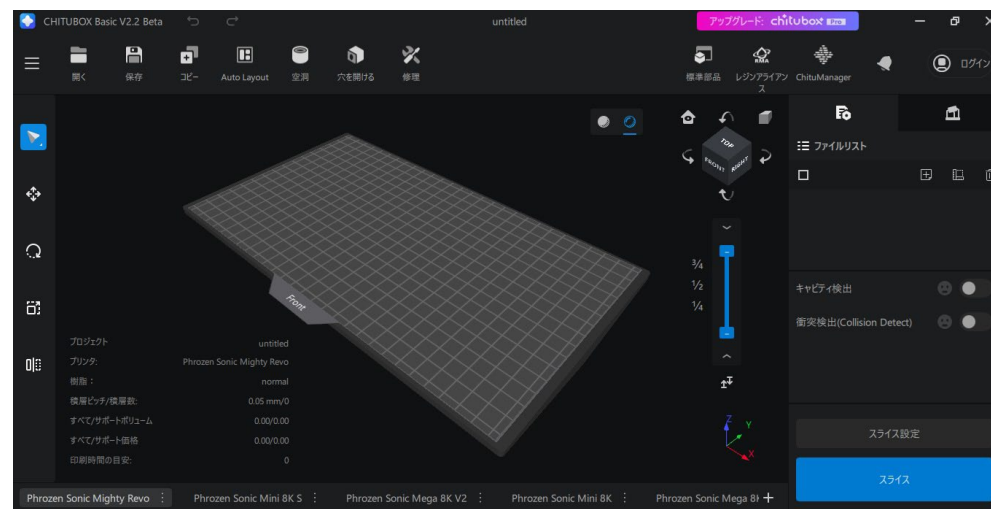 CHITUBOX Basic V2.2 Beta
untitled
アップグレード: chitubox Pro
開く
保存
コピー
Auto Layout
空洞
穴を開ける
修理
標準部品
レジンアライアン
ス
ChituManager
ログイン
TOP
FRONT
RIGHT
ファイルリスト
3/4
1/2
1/4
Front
キャビティ検出
衝突検出(Collision Detect)
プロジェクト untitled
プリンタ: Phrozen Sonic Mighty Revo
樹脂： normal
積層ピッチ/積層数: 0.05 mm/0
すべて/サポートボリューム 0.00/0.00
すべて/サポート価格 0.00/0.00
印刷時間の目安: 0
Z
Y
X
スライス設定
スライス
Phrozen Sonic Mighty Revo
Phrozen Sonic Mini 8K S
Phrozen Sonic Mega 8K V2
Phrozen Sonic Mini 8K
Phrozen Sonic Mega 8